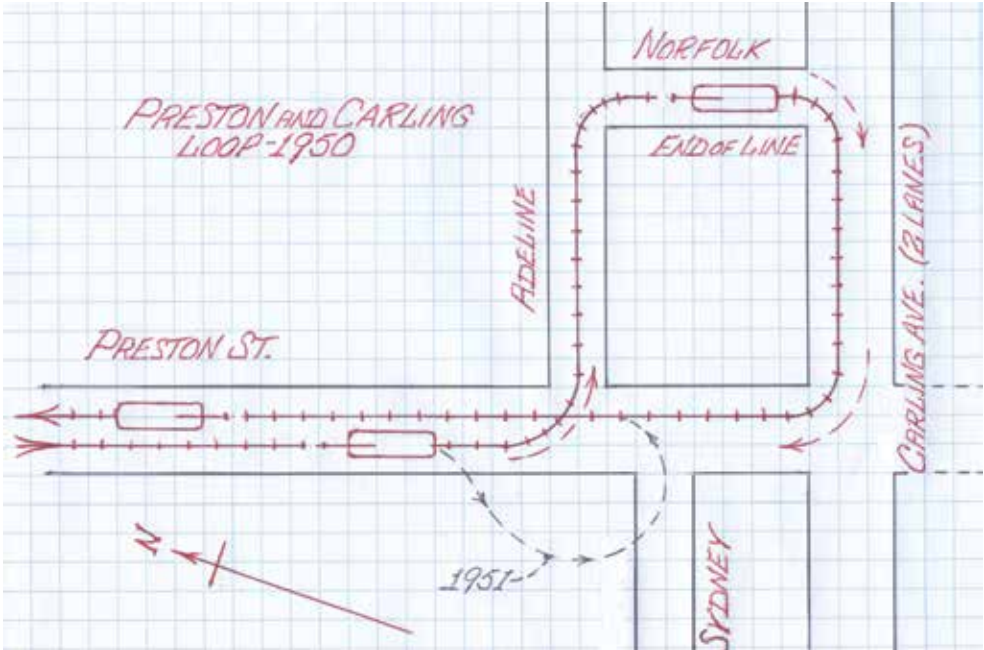 NORFOLK
PRESTON AND CARLING
LOOP-1950
END OF LINE
ADELINE
CARLING AVE. (2 LANES)
PRESTON ST.
N
1951
SYDNEY